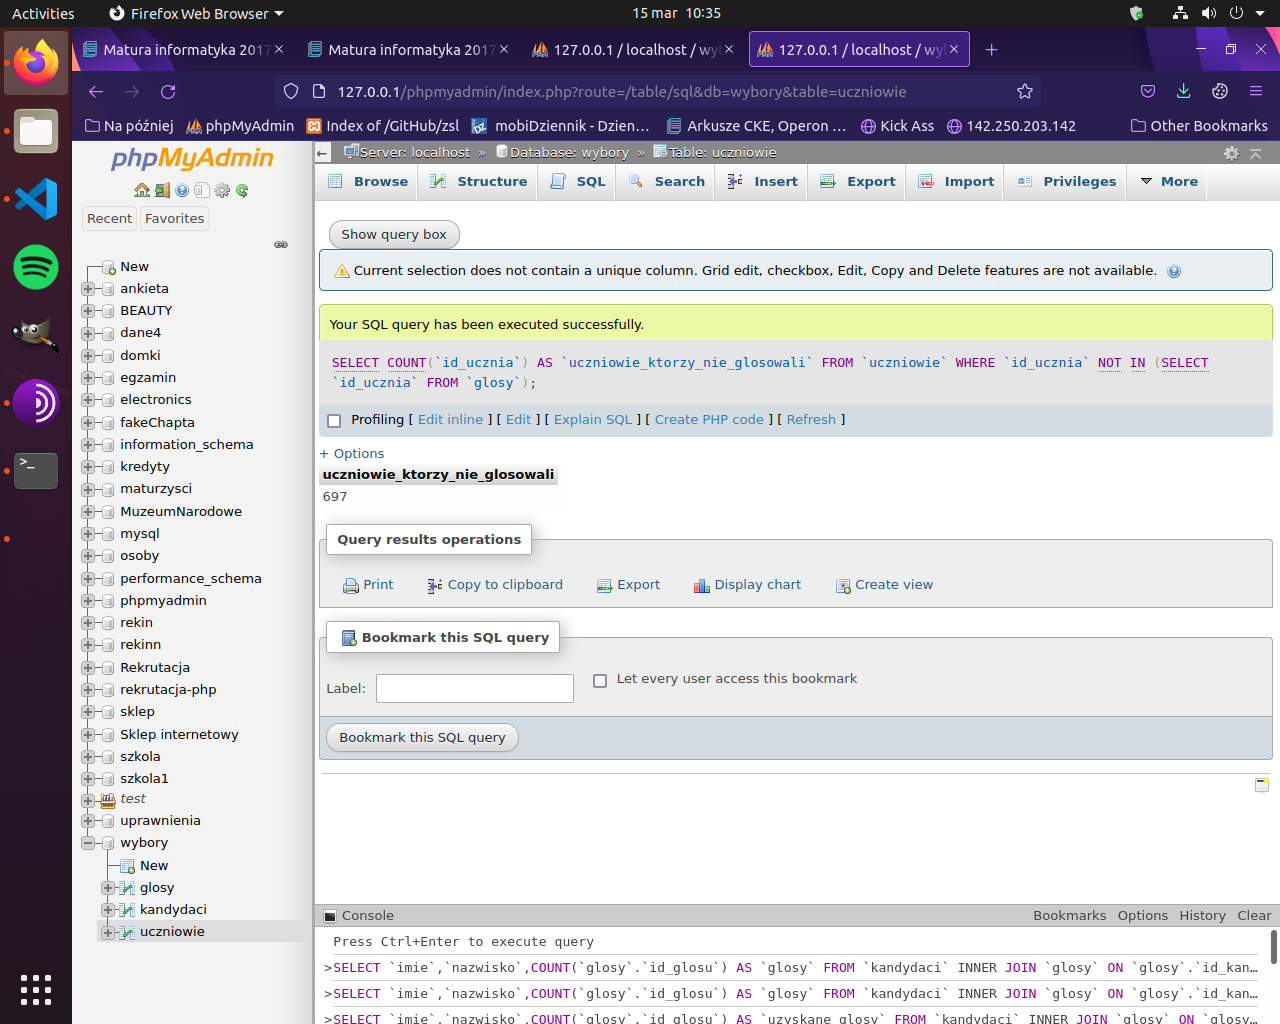 Activities
Firefox Web Browser
15 mar 10:35
Matura informatyka 2017
Matura informatyka 2017
127.0.0.1 / localhost / wyb
127.0.0.1 / localhost / wyb
127.0.0.1/phpmyadmin/index.php?route=/table/sql&db=wybory&table=uczniowie
Na później
phpMyAdmin
Index of /GitHub/zsl
mobiDziennik - Dzien…
Arkusze CKE, Operon …
Kick Ass
142.250.203.142
Other Bookmarks
phpMyAdmin
Recent
Favorites
New
ankieta
BEAUTY
dane4
domki
egzamin
electronics
fakeChapta
information_schema
kredyty
maturzysci
MuzeumNarodowe
mysql
osoby
performance_schema
phpmyadmin
rekin
rekinn
Rekrutacja
rekrutacja-php
sklep
Sklep internetowy
szkola
szkola1
test
uprawnienia
wybory
New
glosy
kandydaci
uczniowie
Server: localhost » Database: wybory » Table: uczniowie
Browse
Structure
SQL
Search
Insert
Export
Import
Privileges
More
Show query box
Current selection does not contain a unique column. Grid edit, checkbox, Edit, Copy and Delete features are not available.
Your SQL query has been executed successfully.
SELECT COUNT(`id_ucznia`) AS `uczniowie_ktorzy_nie_glosowali` FROM `uczniowie` WHERE `id_ucznia` NOT IN (SELECT
`id_ucznia` FROM `glosy`);
Profiling [ Edit inline ] [ Edit ] [ Explain SQL ] [ Create PHP code ] [ Refresh ]
+ Options
uczniowie_ktorzy_nie_glosowali
697
Query results operations
Print
Copy to clipboard
Export
Display chart
Create view
Bookmark this SQL query
Label:
Let every user access this bookmark
Bookmark this SQL query
Console
Bookmarks
Options
History
Clear
Press Ctrl+Enter to execute query
>SELECT `imie`,`nazwisko`,COUNT(`glosy`.`id_glosu`) AS `glosy` FROM `kandydaci` INNER JOIN `glosy` ON `glosy`.`id_kan…
>SELECT `imie`,`nazwisko`,COUNT(`glosy`.`id_glosu`) AS `glosy` FROM `kandydaci` INNER JOIN `glosy` ON `glosy`.`id_kan…
>SELECT `imie`,`nazwisko`,COUNT(`glosy`.`id_glosu`) AS `uzyskane_glosy` FROM `kandydaci` INNER JOIN `glosy` ON `glosy…